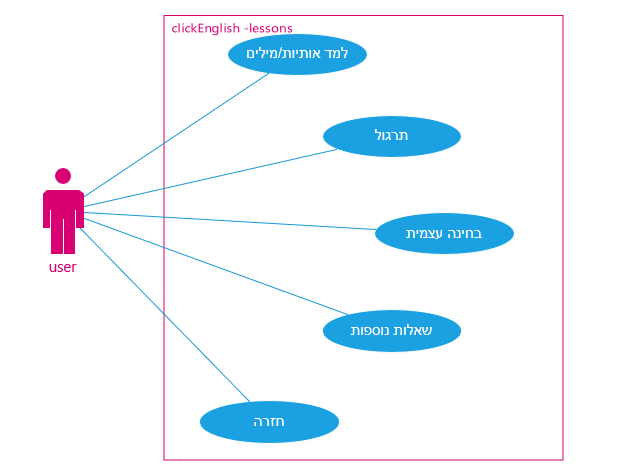 clickEnglish -lessons
למד אותיות/מילים
תרגול
בחינה עצמית
שאלות נוספות
חזרה
user